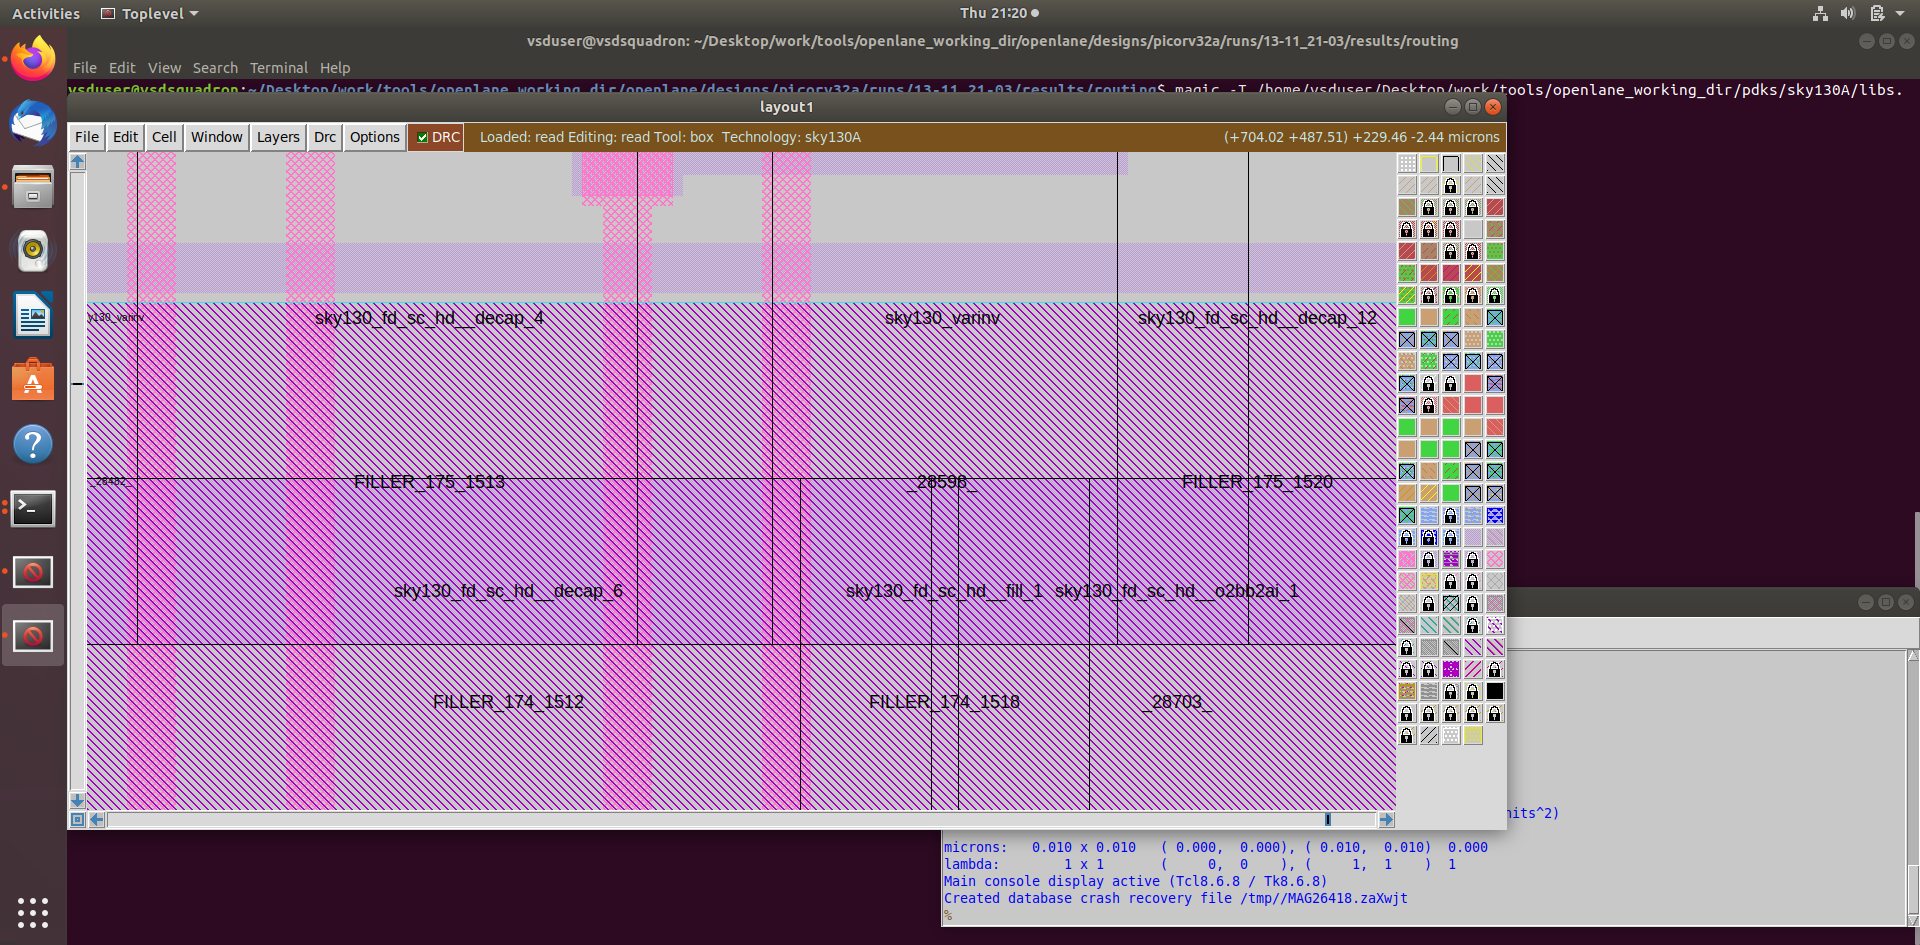 Activities Toplevel Thu 21:20
vsduser@vsdsquadron: ~/Desktop/work/tools/openlane_working_dir/openlane/designs/picorv32a/runs/13-11_21-03/results/routing
File Edit View Search Terminal Help
vsduser@vsdsquadron:~/Desktop/work/tools/openlane_working_dir/openlane/designs/picorv32a/runs/13-11_21-03/results/routing$ magic -T /home/vsduser/Desktop/work/tools/openlane_working_dir/pdks/sky130A/libs.
layout1
File Edit Cell Window Layers Drc Options DRC Loaded: read Editing: read Tool: box Technology: sky130A (+704.02 +487.51) +229.46 -2.44 microns
y130_varinv sky130_fd_sc_hd__decap_4 sky130_varinv sky130_fd_sc_hd__decap_12
_28482_ FILLER_175_1513 _28598_ FILLER_175_1520
sky130_fd_sc_hd__decap_6 sky130_fd_sc_hd__fill_1 sky130_fd_sc_hd__o2bb2ai_1
FILLER_174_1512 FILLER_174_1518 _28703_
nits^2)
microns: 0.010 x 0.010 ( 0.000, 0.000), ( 0.010, 0.010) 0.000
lambda: 1 x 1 ( 0, 0 ), ( 1, 1 ) 1
Main console display active (Tcl8.6.8 / Tk8.6.8)
Created database crash recovery file /tmp//MAG26418.zaXwjt
%